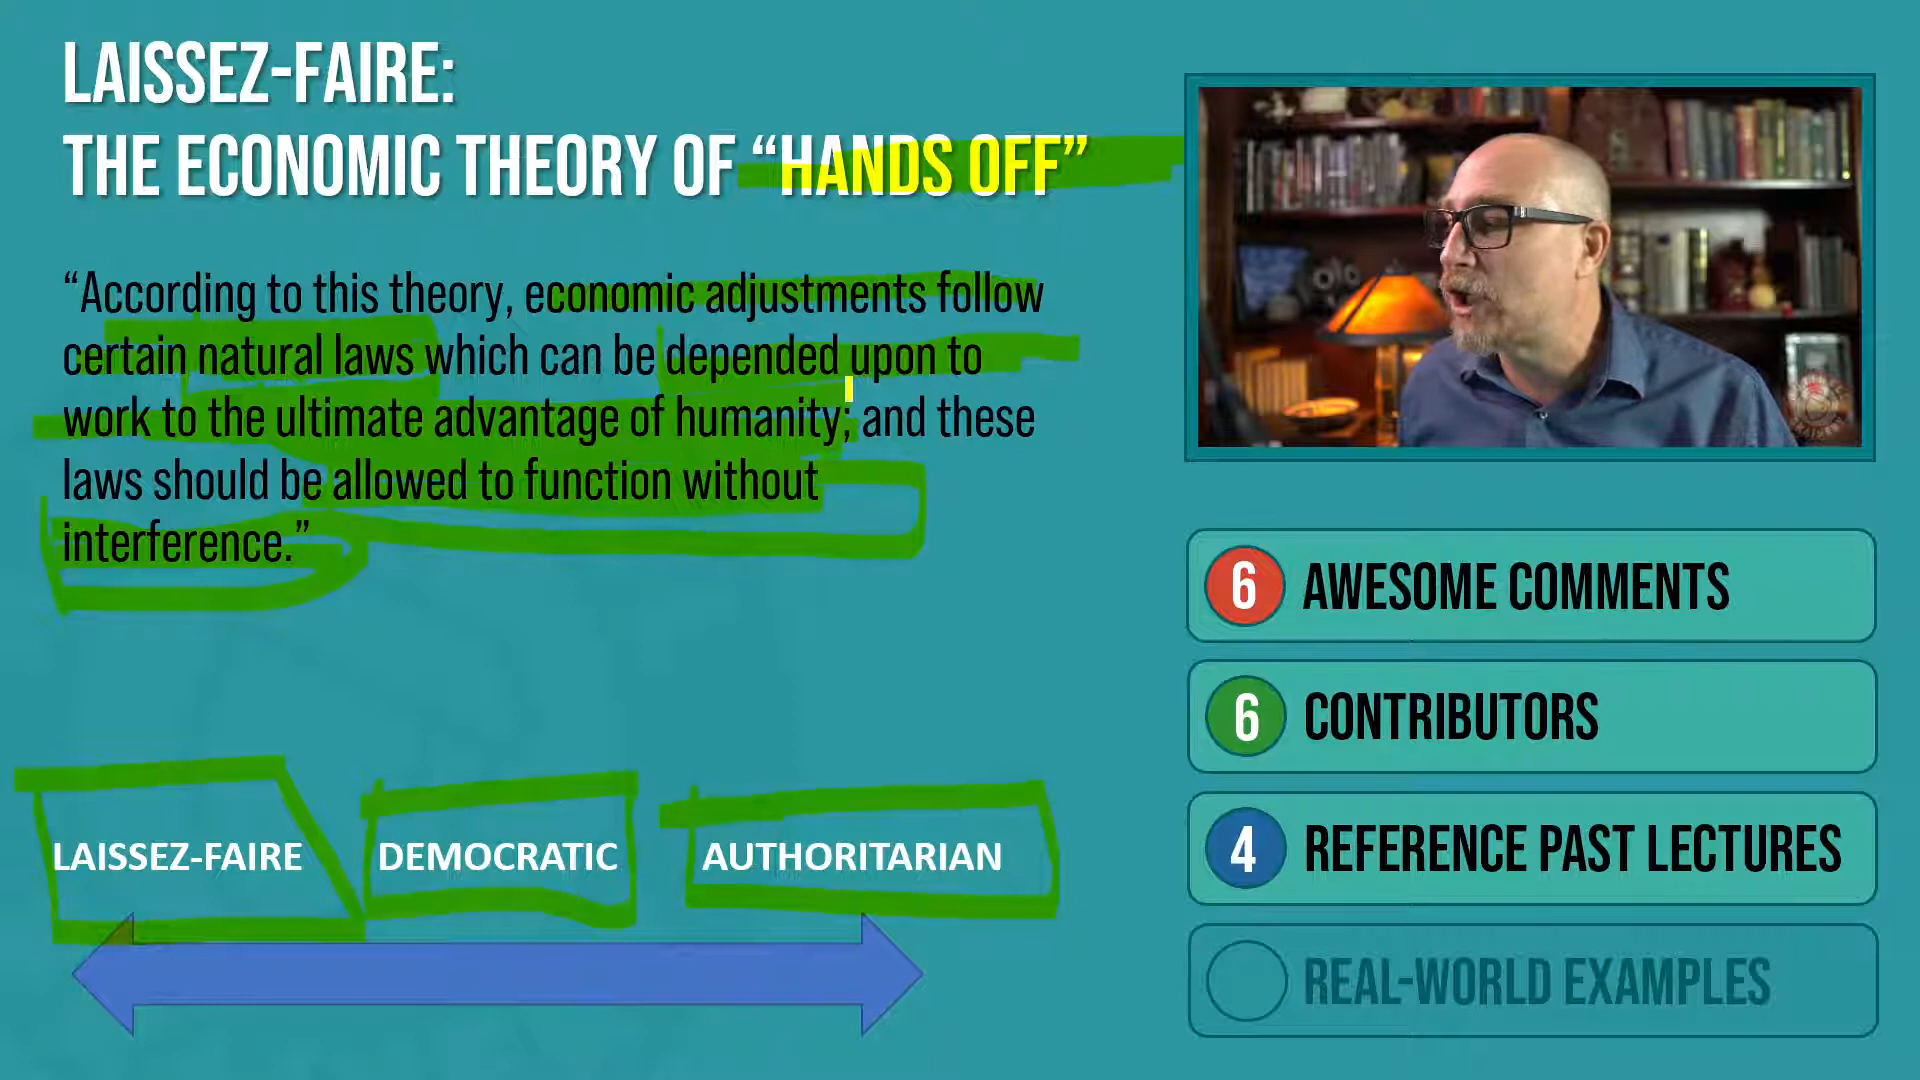 LAISSEZ-FAIRE:
THE ECONOMIC THEORY OF “HANDS OFF”
“According to this theory, economic adjustments follow
certain natural laws which can be depended upon to
work to the ultimate advantage of humanity; and these
laws should be allowed to function without
interference.”
LAISSEZ-FAIRE
DEMOCRATIC
AUTHORITARIAN
6 AWESOME COMMENTS
6 CONTRIBUTORS
4 REFERENCE PAST LECTURES
REAL-WORLD EXAMPLES